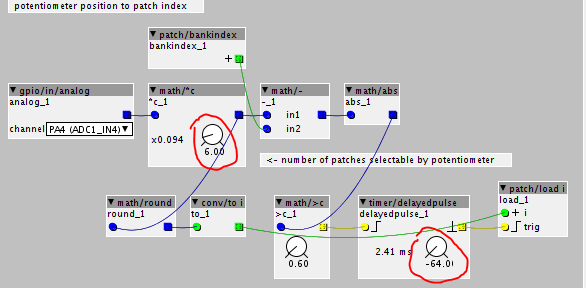 potentiometer position to patch index
patch/bankindex
bankindex_1
+
gpio/in/analog
analog_1
channel PA4 (ADC1_IN4)
math/*c
*c_1
x0.094
6.00
math/-
-_1
in1
in2
math/abs
abs_1
<- number of patches selectable by potentiometer
math/round
round_1
conv/to i
to_1
math/>c
>c_1
0.60
timer/delayedpulse
delayedpulse_1
2.41 ms
-64.0
patch/load i
load_1
+ i
trig